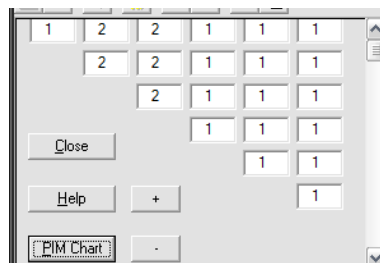 1 2 2 1 1 1
2 2 1 1 1
2 1 1 1
1 1 1
Close
1 1
Help + 1
PIM Chart -